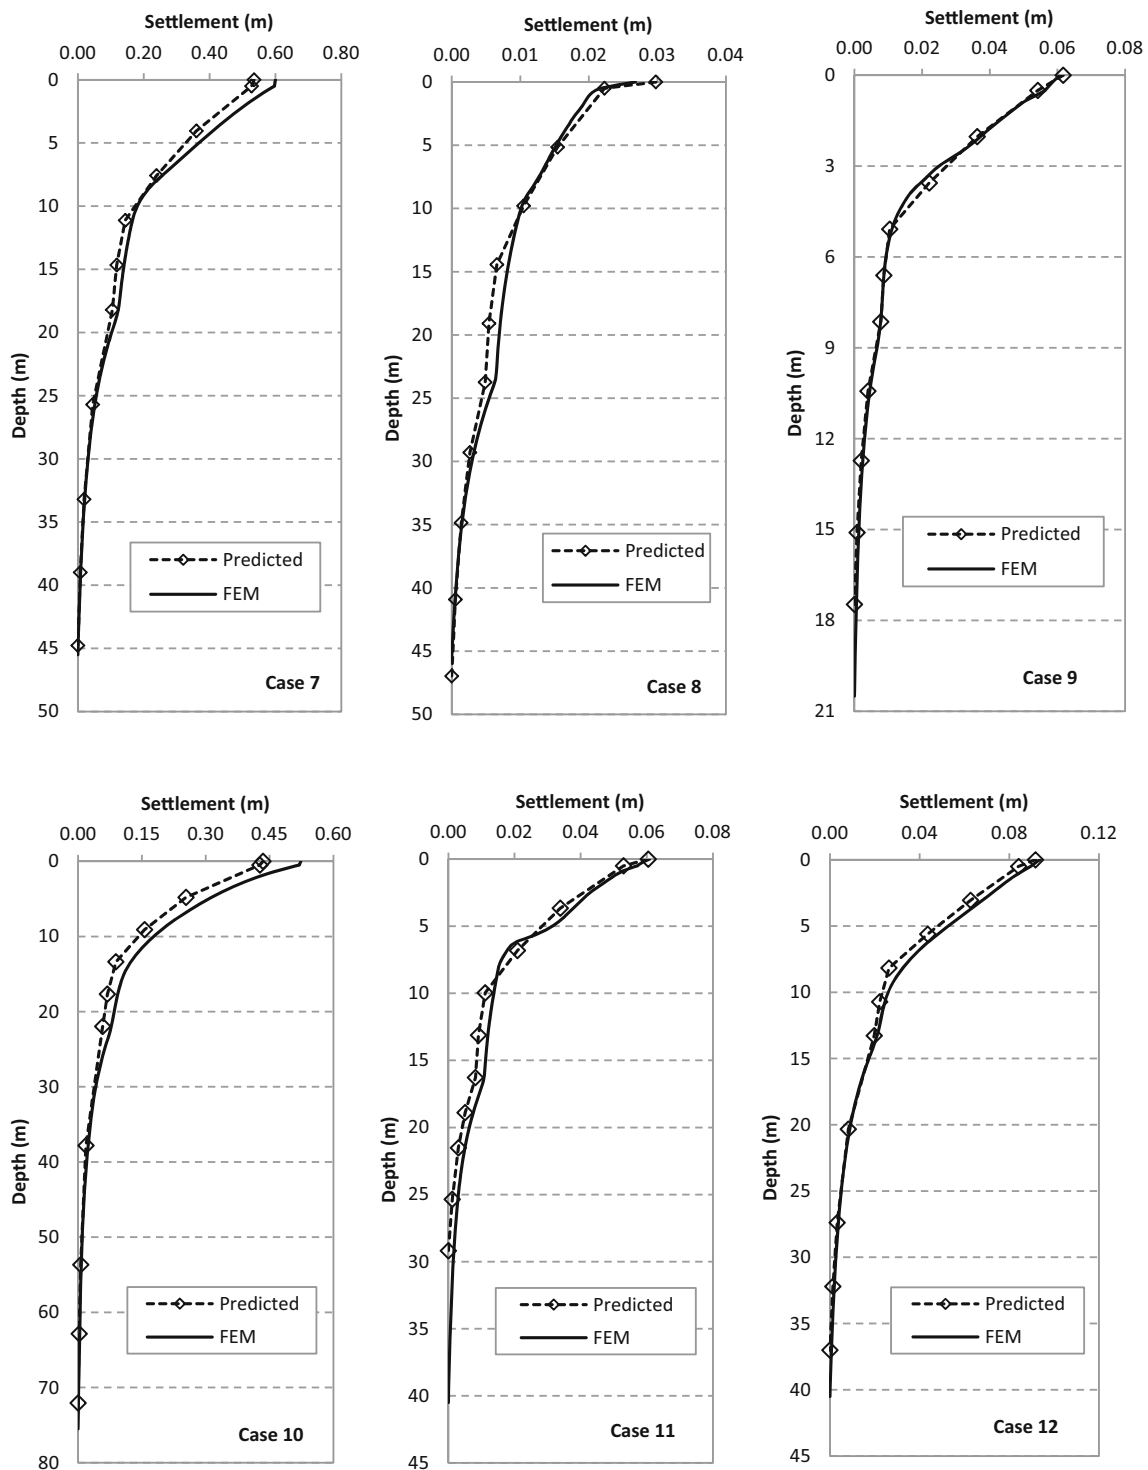 Settlement (m)
0.00 0.20 0.40 0.60 0.80
0
5
10
15
20
25
30
35
40
45
50
Depth (m)
Predicted
FEM
Case 7
Settlement (m)
0.00 0.01 0.02 0.03 0.04
0
5
10
15
20
25
30
35
40
45
50
Depth (m)
Predicted
FEM
Case 8
Settlement (m)
0.00 0.02 0.04 0.06 0.08
0
3
6
9
12
15
18
21
Depth (m)
Predicted
FEM
Case 9
Settlement (m)
0.00 0.15 0.30 0.45 0.60
0
10
20
30
40
50
60
70
80
Depth (m)
Predicted
FEM
Case 10
Settlement (m)
0.00 0.02 0.04 0.06 0.08
0
5
10
15
20
25
30
35
40
45
Depth (m)
Predicted
FEM
Case 11
Settlement (m)
0.00 0.04 0.08 0.12
0
5
10
15
20
25
30
35
40
45
Depth (m)
Predicted
FEM
Case 12